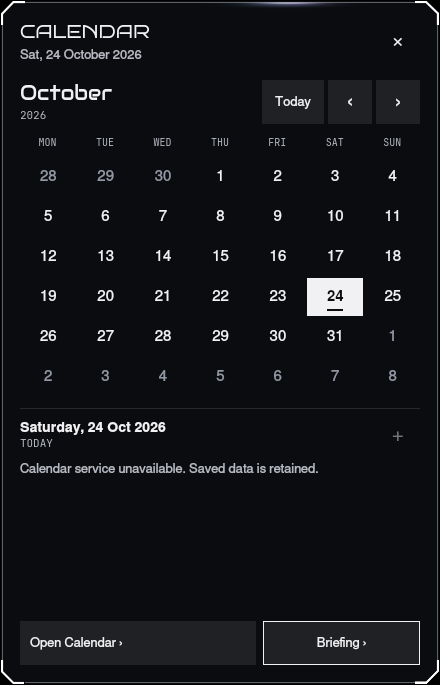 CALENDAR
×
Sat, 24 October 2026
October
Today ‹ ›
2026
MON TUE WED THU FRI SAT SUN
28 29 30 1 2 3 4
5 6 7 8 9 10 11
12 13 14 15 16 17 18
19 20 21 22 23 24 25
26 27 28 29 30 31 1
2 3 4 5 6 7 8
Saturday, 24 Oct 2026
+
TODAY
Calendar service unavailable. Saved data is retained.
Open Calendar › Briefing ›